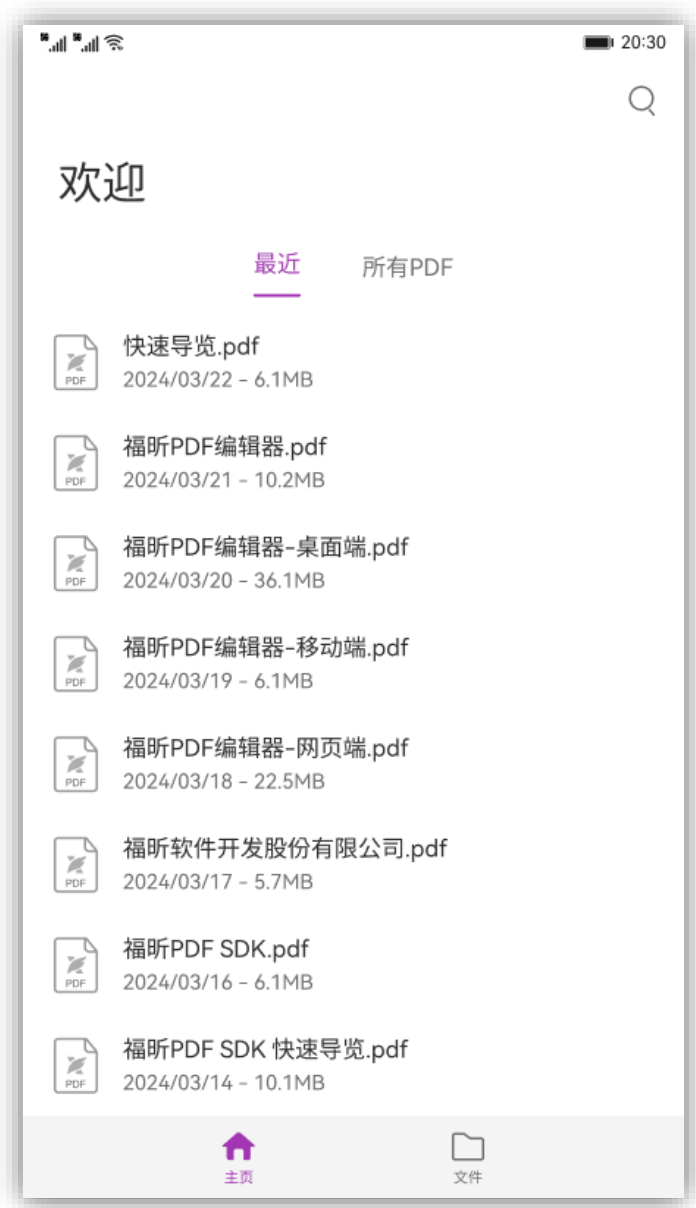 20:30
欢迎
最近 所有PDF
快速导览.pdf
PDF
2024/03/22 - 6.1MB
福昕PDF编辑器.pdf
PDF
2024/03/21 - 10.2MB
福昕PDF编辑器-桌面端.pdf
PDF
2024/03/20 - 36.1MB
福昕PDF编辑器-移动端.pdf
PDF
2024/03/19 - 6.1MB
福昕PDF编辑器-网页端.pdf
PDF
2024/03/18 - 22.5MB
福昕软件开发股份有限公司.pdf
PDF
2024/03/17 - 5.7MB
福昕PDF SDK.pdf
PDF
2024/03/16 - 6.1MB
福昕PDF SDK 快速导览.pdf
PDF
2024/03/14 - 10.1MB
主页 文件